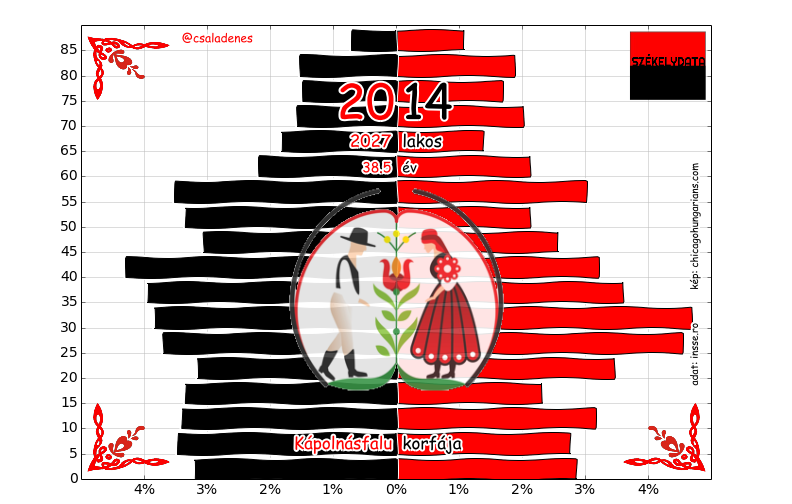 @csaladenes
SZÉKELYDATA
2014
2027 lakos
38.5 év
kép: chicagohungarians.com
adat: insse.ro
Kápolnásfalu korfája
85
80
75
70
65
60
55
50
45
40
35
30
25
20
15
10
5
0
4% 3% 2% 1% 0% 1% 2% 3% 4%